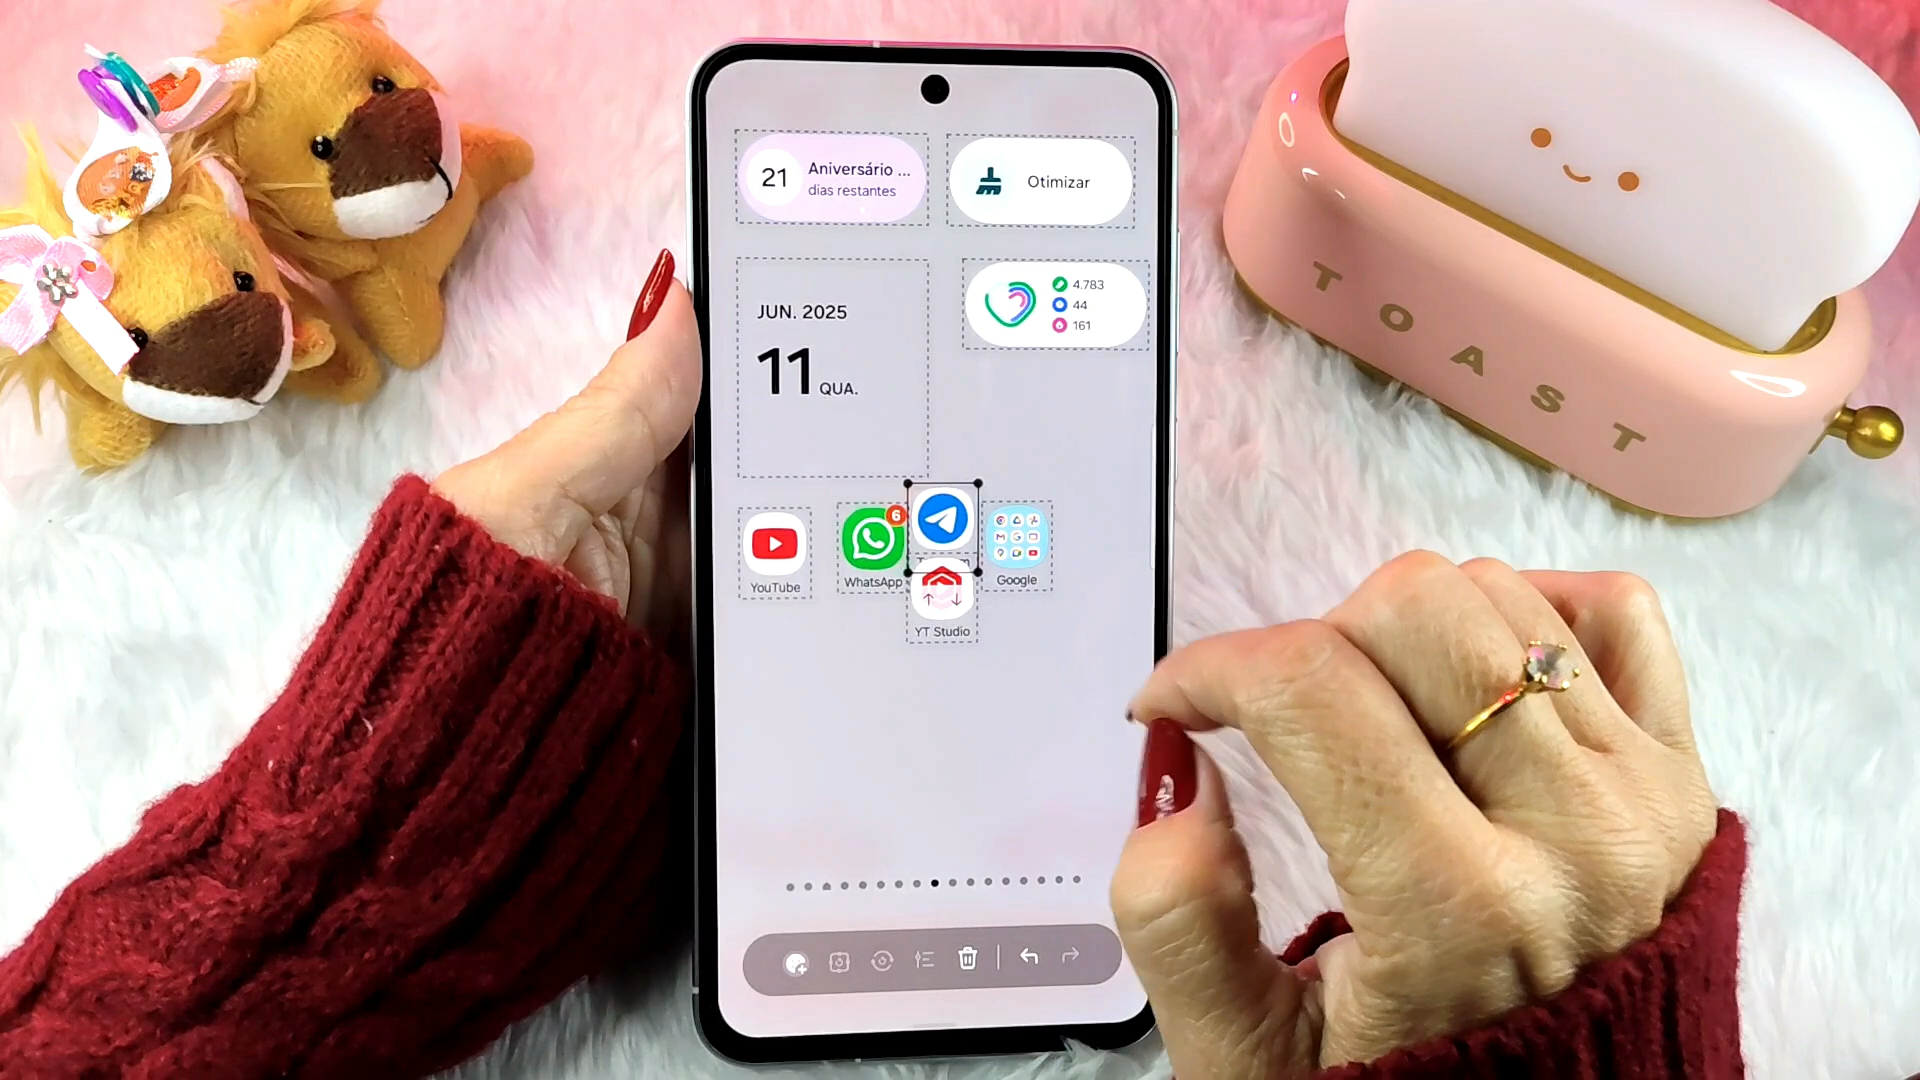 21
Aniversário ...
dias restantes
Otimizar
JUN. 2025
11 QUA.
4.783
44
161
6
YouTube
WhatsApp
Google
YT Studio
TOAST